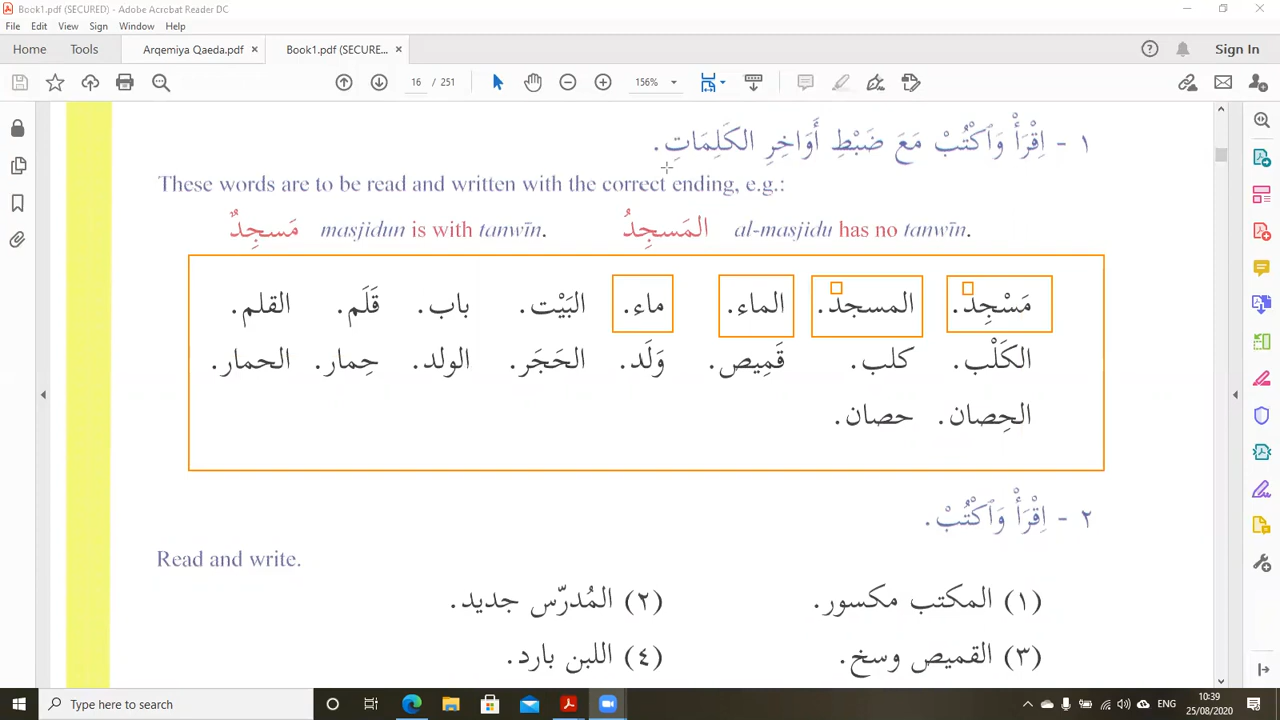 Book1.pdf (SECURED) - Adobe Acrobat Reader DC
File Edit View Sign Window Help
Home Tools Arqemiya Qaeda.pdf × Book1.pdf (SECURE... × Sign In
16 / 251 156%
١ - اِقْرَأْ وَٱكْتُبْ مَعَ ضَبْطِ أَوَاخِرِ الكَلِمَاتِ.
These words are to be read and written with the correct ending, e.g.:
مَسجِدٌ masjidun is with tanwīn. المَسجِدُ al-masjidu has no tanwīn.
مَسْجِد. المسجد. الماء. ماء. البَيْت. باب. قَلَم. القلم.
الكَلْب. كلب. قَمِيص. وَلَد. الحَجَر. الولد. حِمار. الحمار.
الحِصان. حصان.
٢ - اِقْرَأْ وَٱكْتُبْ.
Read and write.
(١) المكتب مكسور. (٢) المُدرّس جديد.
(٣) القميص وسخ. (٤) اللبن بارد.
Type here to search ENG 10:39
25/08/2020